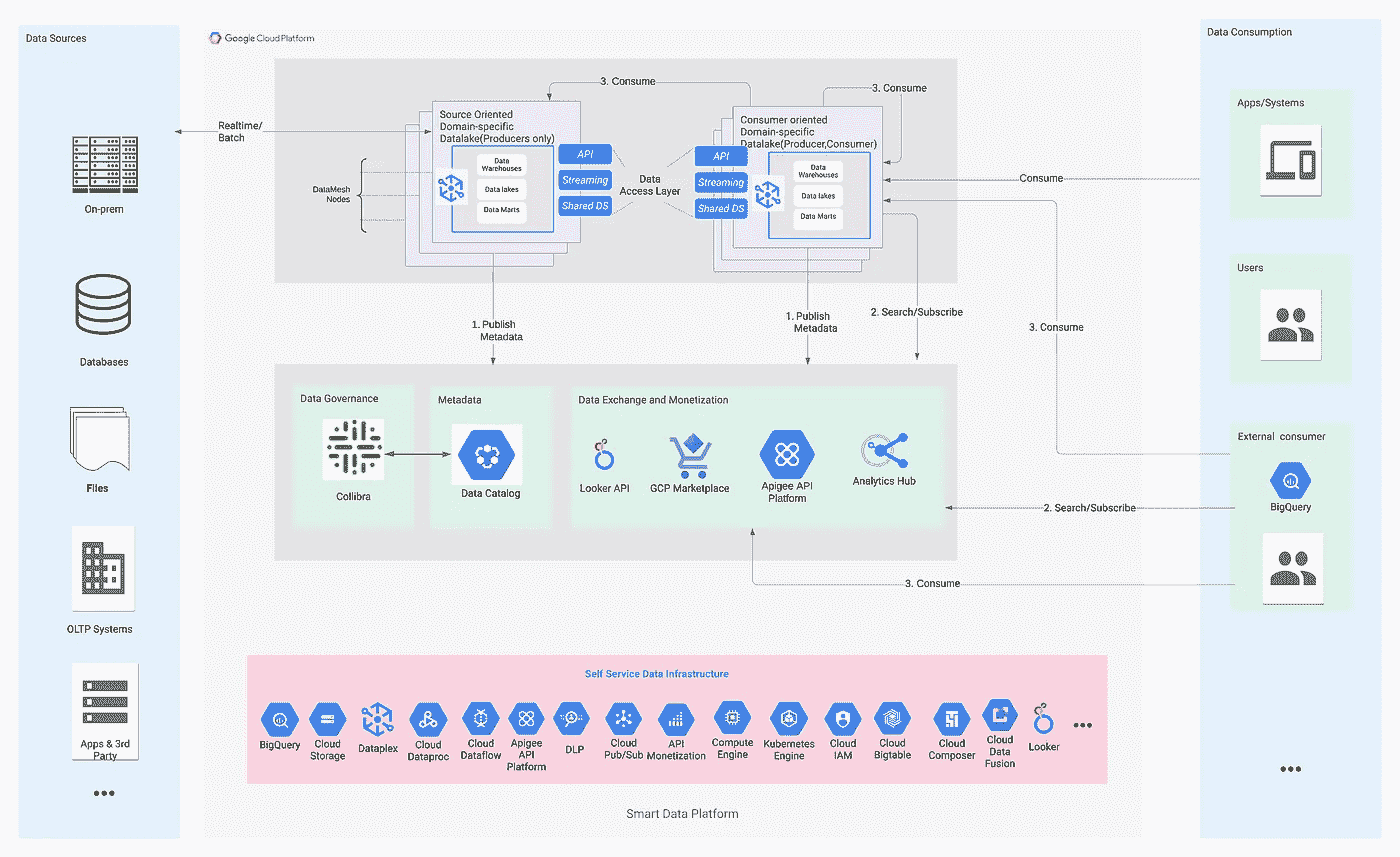 Data Sources
On-prem
Databases
Files
OLTP Systems
Apps & 3rd
Party
•••
Google Cloud Platform
Realtime/
Batch
DataMesh
Nodes
3. Consume
3. Consume
Source Oriented
Domain-specific
Datalake(Producers only)
Data
Warehouses
Data lakes
Data Marts
API
Streaming
Shared DS
Data
Access Layer
API
Streaming
Shared DS
Consumer oriented
Domain-specific
Datalake(Producer,Consumer)
Data
Warehouses
Data lakes
Data Marts
Consume
1. Publish
Metadata
1. Publish
Metadata
2. Search/Subscribe
3. Consume
Data Governance
Collibra
Metadata
Data Catalog
Data Exchange and Monetization
Looker API
GCP Marketplace
Apigee API
Platform
Analytics Hub
2. Search/Subscribe
3. Consume
Self Service Data Infrastructure
BigQuery
Cloud
Storage
Dataplex
Cloud
Dataproc
Cloud
Dataflow
Apigee
API
Platform
DLP
Cloud
Pub/Sub
API
Monetization
Compute
Engine
Kubernetes
Engine
Cloud
IAM
Cloud
Bigtable
Cloud
Composer
Cloud
Data
Fusion
Looker
•••
Smart Data Platform
Data Consumption
Apps/Systems
Users
External consumer
BigQuery
•••